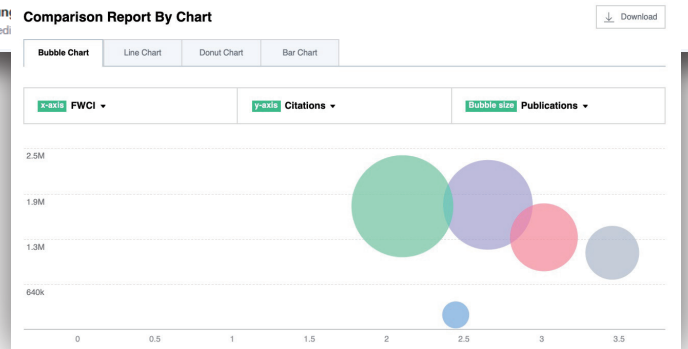 Comparison Report By Chart
Download
Bubble Chart
Line Chart
Donut Chart
Bar Chart
x-axis FWCI
y-axis Citations
Bubble size Publications
2.5M
1.9M
1.3M
640k
0
0.5
1
1.5
2
2.5
3
3.5